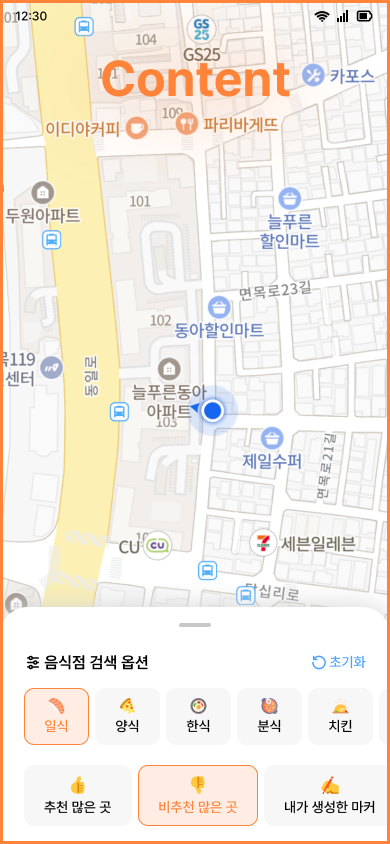 12:30
104
GS
25
GS25
101
Content
카포스
109
이디야커피
파리바게뜨
두원아파트
101
늘푸른
할인마트
면목로23길
102
동아할인마트
119
센터
동일로
늘푸른동아
아파트
103
제일수퍼
면목로21길
CU
CU
7
세븐일레븐
답십리로
음식점 검색 옵션
초기화
일식
양식
한식
분식
치킨
추천 많은 곳
비추천 많은 곳
내가 생성한 마커